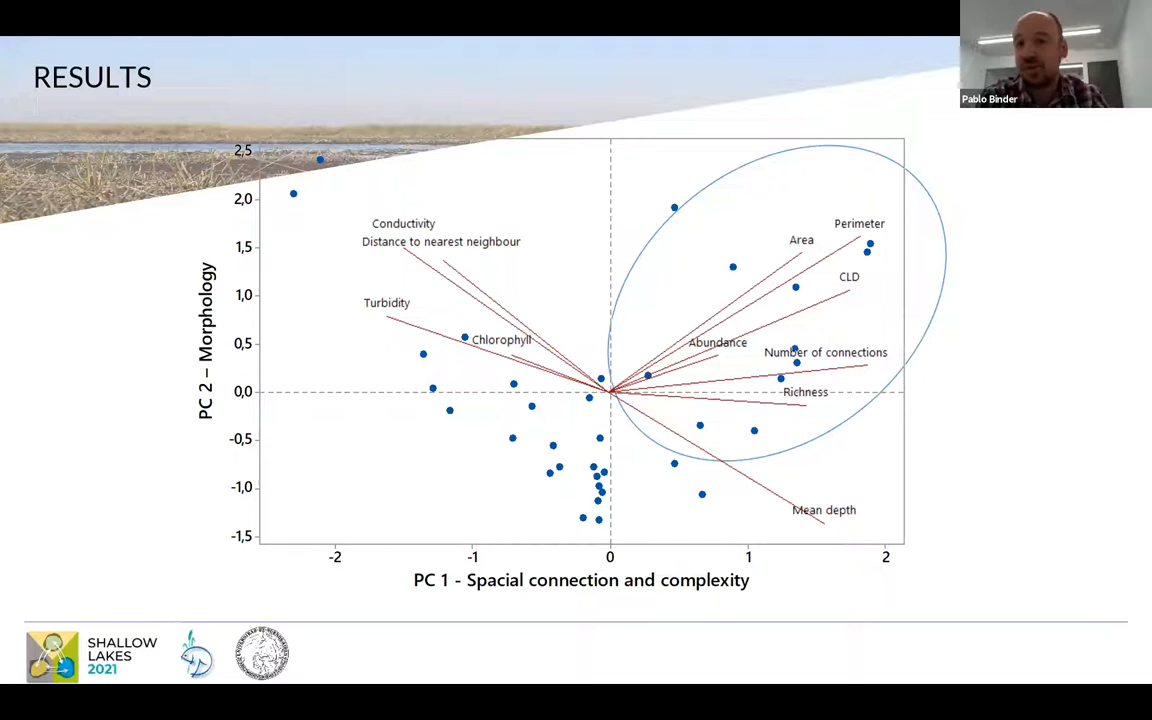 RESULTS
Pablo Binder
2,5
2,0
1,5
1,0
0,5
0,0
-0,5
-1,0
-1,5
PC 2 – Morphology
Conductivity
Distance to nearest neighbour
Turbidity
Chlorophyll
Perimeter
Area
CLD
Abundance
Number of connections
Richness
Mean depth
-2
-1
0
1
2
PC 1 - Spacial connection and complexity
SHALLOW
LAKES
2021